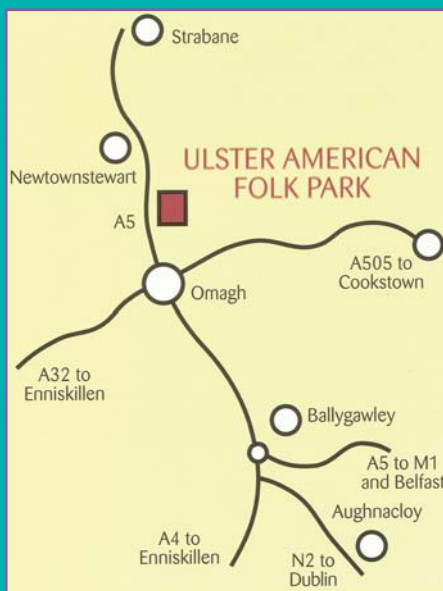 Strabane
Newtownstewart
ULSTER AMERICAN
FOLK PARK
A5
A505 to
Cookstown
Omagh
A32 to
Enniskillen
Ballygawley
A5 to M1
and Belfast
Aughnacloy
A4 to
Enniskillen
N2 to
Dublin